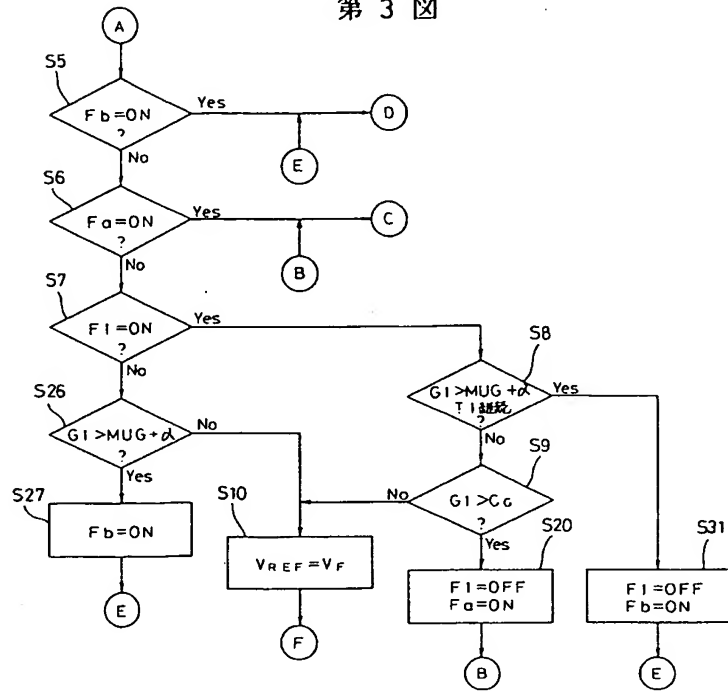 第 3 図
A
S5
Fb=ON
?
Yes
D
No
E
S6
Fa=ON
?
Yes
C
No
B
S7
F1=ON
?
Yes
No
S8
G1>MUG+α
T1継続
?
Yes
No
S26
G1>MUG+α
?
No
Yes
S9
G1>CG
?
No
Yes
S27
Fb=ON
S10
VREF=VF
S20
F1=OFF
Fa=ON
S31
F1=OFF
Fb=ON
E
F
B
E